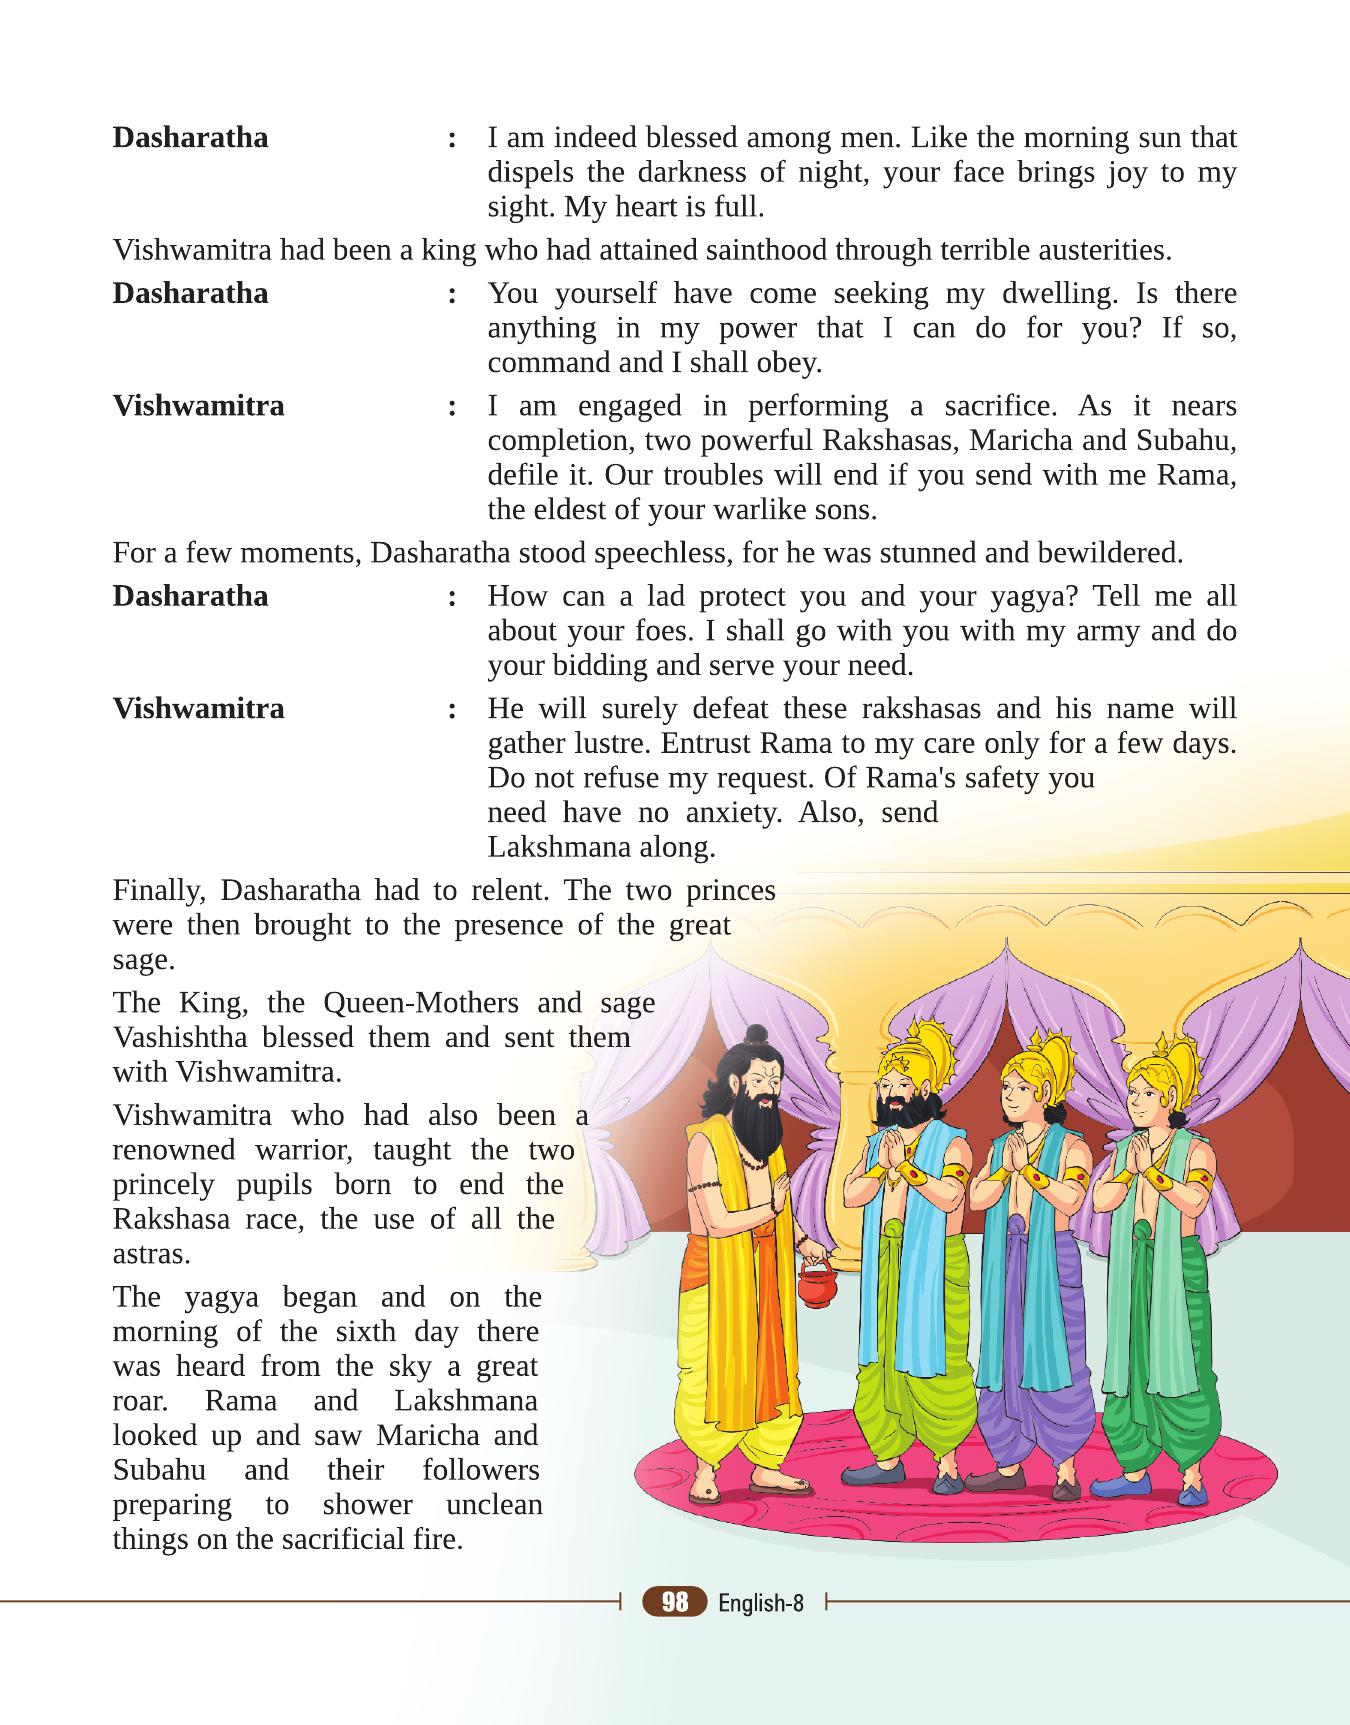 Dasharatha : I am indeed blessed among men. Like the morning sun that
dispels the darkness of night, your face brings joy to my
sight. My heart is full.
Vishwamitra had been a king who had attained sainthood through terrible austerities.
Dasharatha : You yourself have come seeking my dwelling. Is there
anything in my power that I can do for you? If so,
command and I shall obey.
Vishwamitra : I am engaged in performing a sacrifice. As it nears
completion, two powerful Rakshasas, Maricha and Subahu,
defile it. Our troubles will end if you send with me Rama,
the eldest of your warlike sons.
For a few moments, Dasharatha stood speechless, for he was stunned and bewildered.
Dasharatha : How can a lad protect you and your yagya? Tell me all
about your foes. I shall go with you with my army and do
your bidding and serve your need.
Vishwamitra : He will surely defeat these rakshasas and his name will
gather lustre. Entrust Rama to my care only for a few days.
Do not refuse my request. Of Rama's safety you
need have no anxiety. Also, send
Lakshmana along.
Finally, Dasharatha had to relent. The two princes
were then brought to the presence of the great
sage.
The King, the Queen-Mothers and sage
Vashishtha blessed them and sent them
with Vishwamitra.
Vishwamitra who had also been a
renowned warrior, taught the two
princely pupils born to end the
Rakshasa race, the use of all the
astras.
The yagya began and on the
morning of the sixth day there
was heard from the sky a great
roar. Rama and Lakshmana
looked up and saw Maricha and
Subahu and their followers
preparing to shower unclean
things on the sacrificial fire.
98 English-8